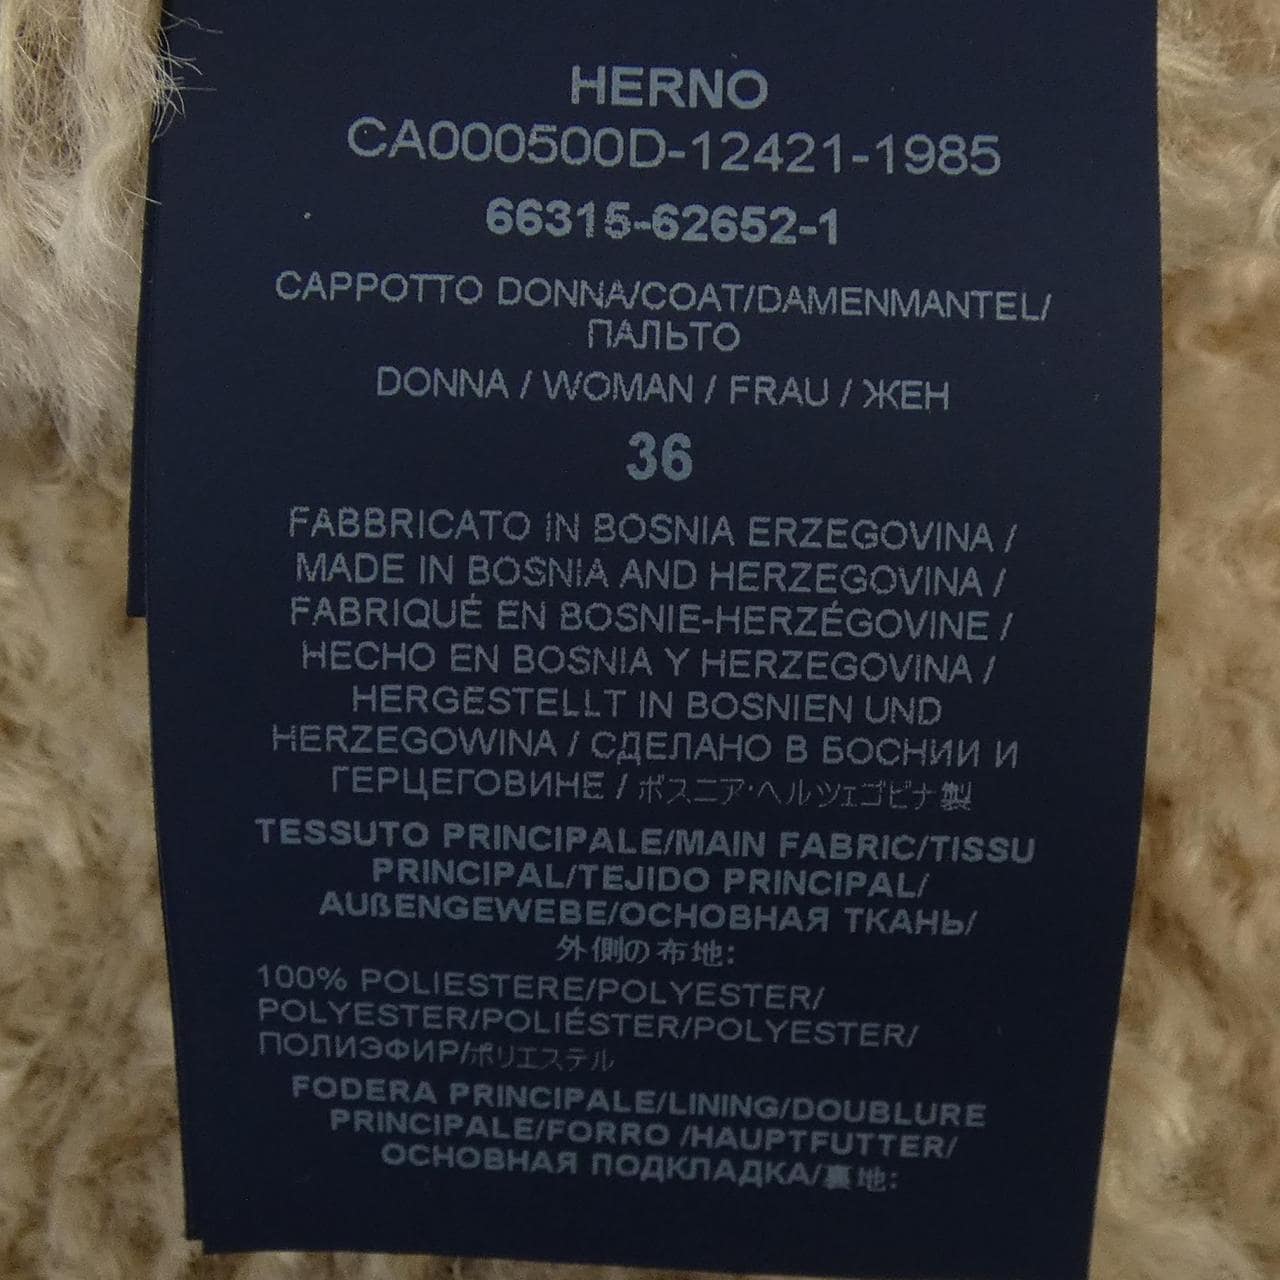 HERNO
CA000500D-12421-1985
66315-62652-1
CAPPOTTO DONNA/COAT/DAMENMANTEL/
ПАЛЬТО
DONNA / WOMAN / FRAU / ЖЕН
36
FABBRICATO IN BOSNIA ERZEGOVINA /
MADE IN BOSNIA AND HERZEGOVINA /
FABRIQUÉ EN BOSNIE-HERZÉGOVINE /
HECHO EN BOSNIA Y HERZEGOVINA /
HERGESTELLT IN BOSNIEN UND
HERZEGOWINA / СДЕЛАНО В БОСНИИ И
ГЕРЦЕГОВИНЕ / ボスニア·ヘルツェゴビナ製
TESSUTO PRINCIPALE/MAIN FABRIC/TISSU
PRINCIPAL/TEJIDO PRINCIPAL/
AUßENGEWEBE/ОСНОВНАЯ ТКАНЬ/
外側の布地:
100% POLIESTERE/POLYESTER/
POLYESTER/POLIÉSTER/POLYESTER/
ПОЛИЭФИР/ポリエステル
FODERA PRINCIPALE/LINING/DOUBLURE
PRINCIPALE/FORRO /HAUPTFUTTER/
ОСНОВНАЯ ПОДКЛАДКА/裏地: